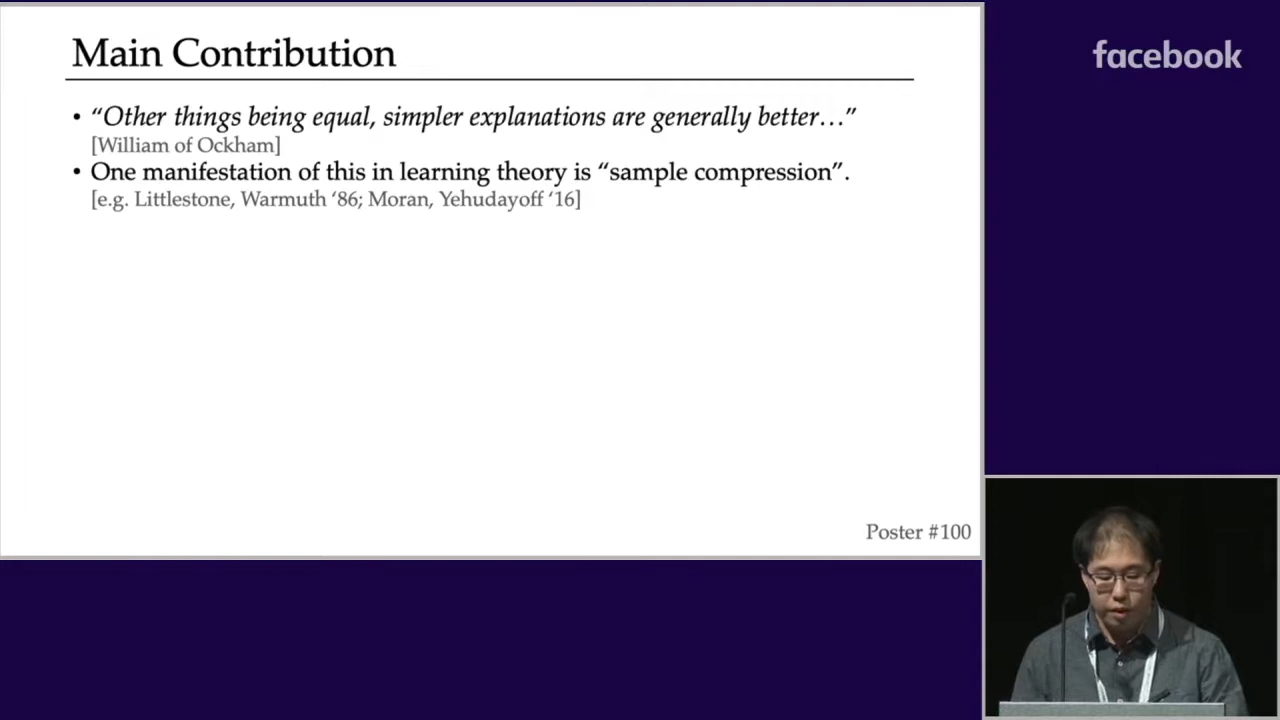 Main Contribution
facebook
• “Other things being equal, simpler explanations are generally better…”
[William of Ockham]
• One manifestation of this in learning theory is “sample compression”.
[e.g. Littlestone, Warmuth ‘86; Moran, Yehudayoff ‘16]
Poster #100